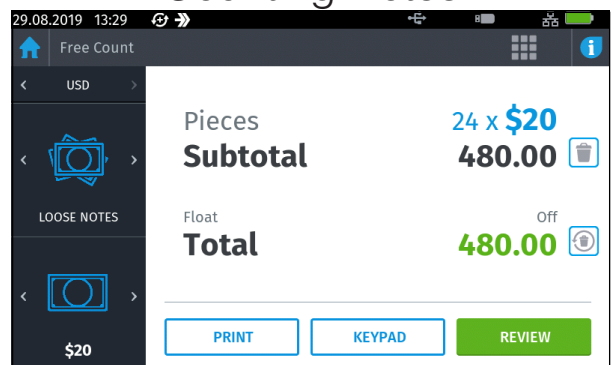 29.08.2019 13:29
Free Count
USD
Pieces 24 x $20
Subtotal 480.00
LOOSE NOTES
Float Off
Total 480.00
$20
PRINT KEYPAD REVIEW